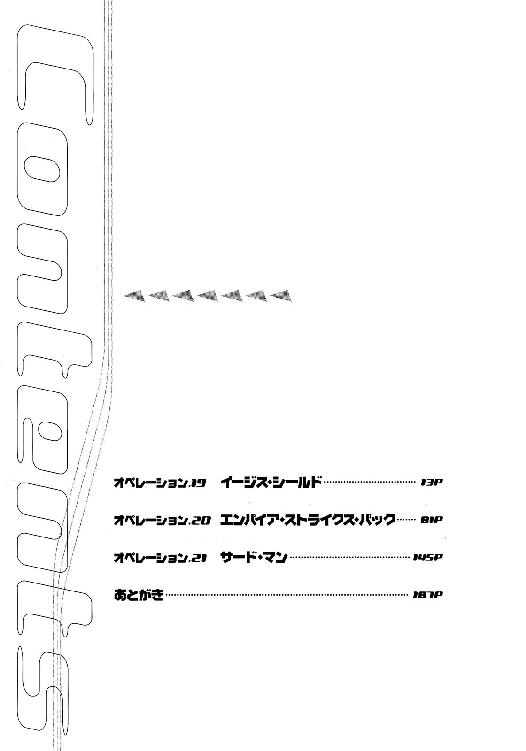 Contents
オペレーション.19 イージス・シールド 13P
オペレーション.20 エンパイア・ストライクス・バック 81P
オペレーション.21 サード・マン 145P
あとがき 187P